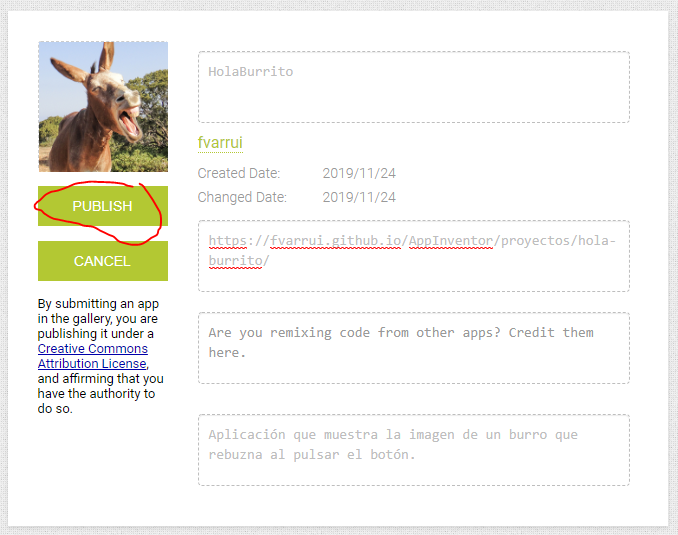 HolaBurrito
fvarrui
Created Date: 2019/11/24
Changed Date: 2019/11/24
https://fvarrui.github.io/AppInventor/proyectos/hola-
burrito/
Are you remixing code from other apps? Credit them
here.
Aplicación que muestra la imagen de un burro que
rebuzna al pulsar el botón.
PUBLISH
CANCEL
By submitting an app
in the gallery, you are
publishing it under a
Creative Commons
Attribution License,
and affirming that you
have the authority to
do so.